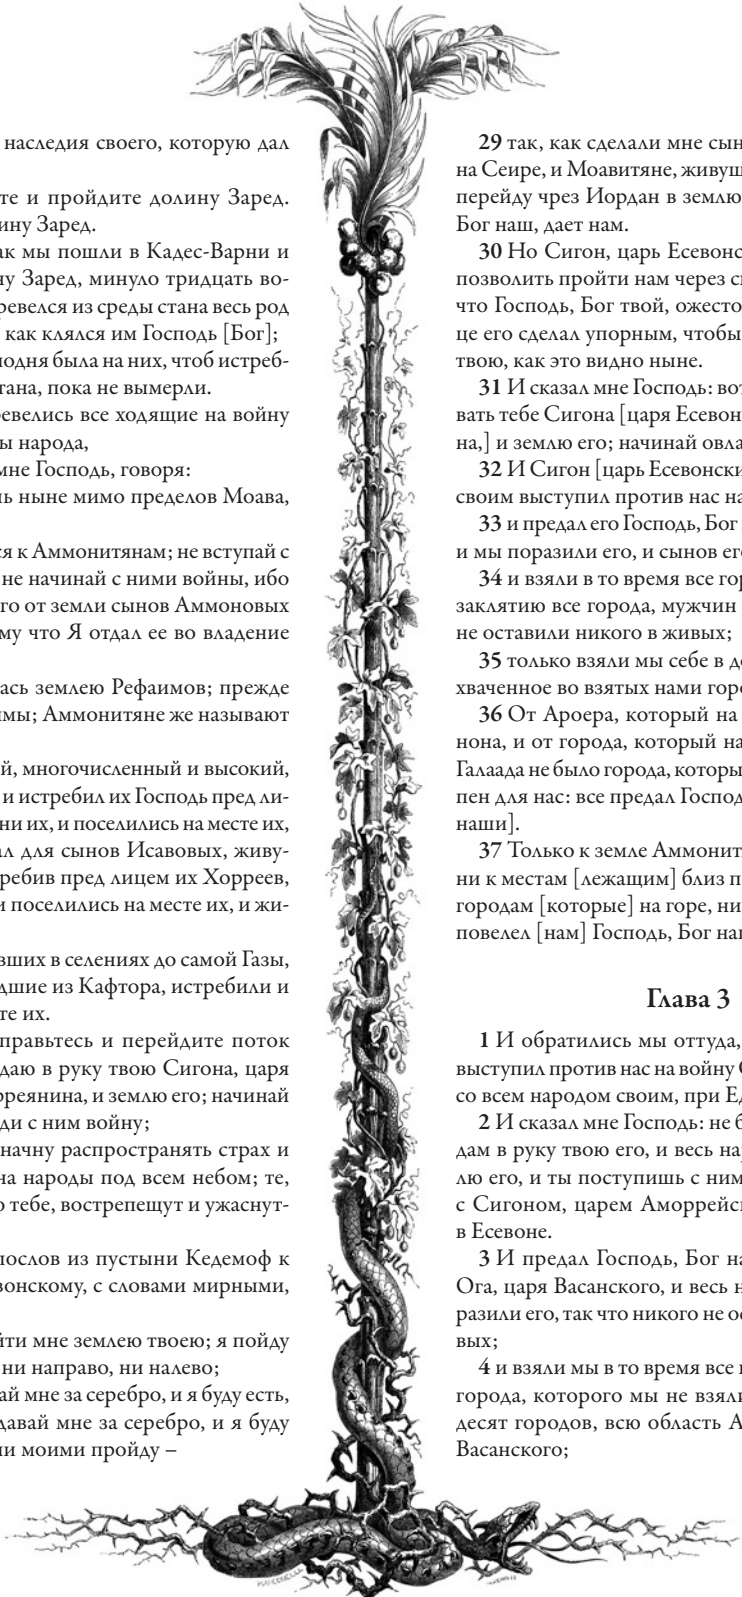 наследия своего, которую дал
те и пройдите долину Заред.
ину Заред.
ак мы пошли в Кадес-Варни и
ну Заред, минуло тридцать во-
ревелся из среды стана весь род
как клялся им Господь [Бог];
подня была на них, чтоб истреб-
тана, пока не вымерли.
ревелись все ходящие на войну
ы народа,
мне Господь, говоря:
ь ныне мимо пределов Моава,
ся к Аммонитянам; не вступай с
не начинай с ними войны, ибо
го от земли сынов Аммоновых
му что Я отдал ее во владение
ась землею Рефаимов; прежде
имы; Аммонитяне же называют
й, многочисленный и высокий,
и истребил их Господь пред ли-
ни их, и поселились на месте их,
ал для сынов Исавовых, живу-
ребив пред лицем их Хорреев,
и поселились на месте их, и жи-
вших в селениях до самой Газы,
дшие из Кафтора, истребили и
те их.
правьтесь и перейдите поток
даю в руку твою Сигона, царя
рреянина, и землю его; начинай
ди с ним войну;
начну распространять страх и
на народы под всем небом; те,
о тебе, вострепещут и ужаснут-
послов из пустыни Кедемоф к
вонскому, с словами мирными,
йти мне землею твоею; я пойду
ни направо, ни налево;
ай мне за серебро, и я буду есть,
давай мне за серебро, и я буду
ми моими пройду –
29 так, как сделали мне сын
на Сеире, и Моавитяне, живущ
перейду чрез Иордан в землю
Бог наш, дает нам.
30 Но Сигон, царь Есевонс
позволить пройти нам через с
что Господь, Бог твой, ожесто
це его сделал упорным, чтобы
твою, как это видно ныне.
31 И сказал мне Господь: вот
вать тебе Сигона [царя Есевон
на,] и землю его; начинай овла
32 И Сигон [царь Есевонски
своим выступил против нас на
33 и предал его Господь, Бог
и мы поразили его, и сынов ег
34 и взяли в то время все гор
заклятию все города, мужчин
не оставили никого в живых;
35 только взяли мы себе в до
хваченное во взятых нами горо
36 От Ароера, который на
нона, и от города, который на
Галаада не было города, которы
пен для нас: все предал Господ
наши].
37 Только к земле Аммонит
ни к местам [лежащим] близ п
городам [которые] на горе, ни
повелел [нам] Господь, Бог наш
Глава 3
1 И обратились мы оттуда,
выступил против нас на войну
со всем народом своим, при Ед
2 И сказал мне Господь: не б
дам в руку твою его, и весь нар
лю его, и ты поступишь с ним
с Сигоном, царем Аморрейс
в Есевоне.
3 И предал Господь, Бог на
Ога, царя Васанского, и весь н
разили его, так что никого не ос
вых;
4 и взяли мы в то время все
города, которого мы не взяли
десят городов, всю область А
Васанского;